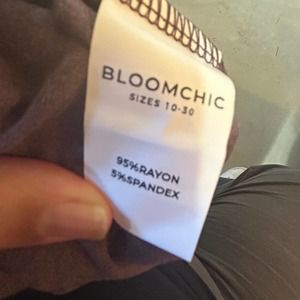 BLOOMCHIC
SIZES 10-30
95%RAYON
5%SPANDEX